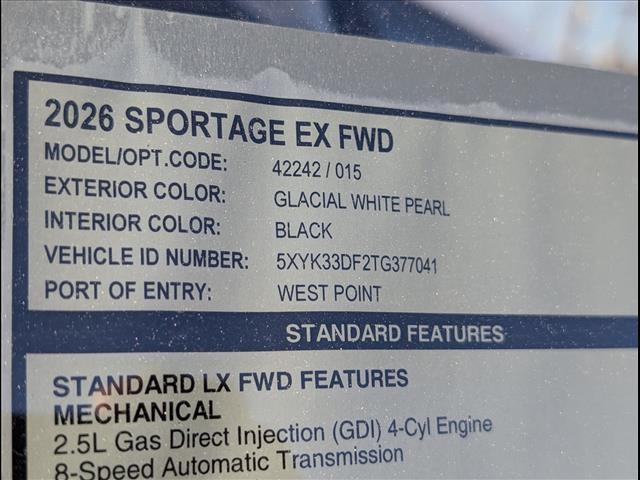 2026 SPORTAGE EX FWD
MODEL/OPT.CODE: 42242 / 015
EXTERIOR COLOR: GLACIAL WHITE PEARL
INTERIOR COLOR: BLACK
VEHICLE ID NUMBER: 5XYK33DF2TG377041
PORT OF ENTRY: WEST POINT
STANDARD FEATURES
STANDARD LX FWD FEATURES
MECHANICAL
2.5L Gas Direct Injection (GDI) 4-Cyl Engine
8-Speed Automatic Transmission